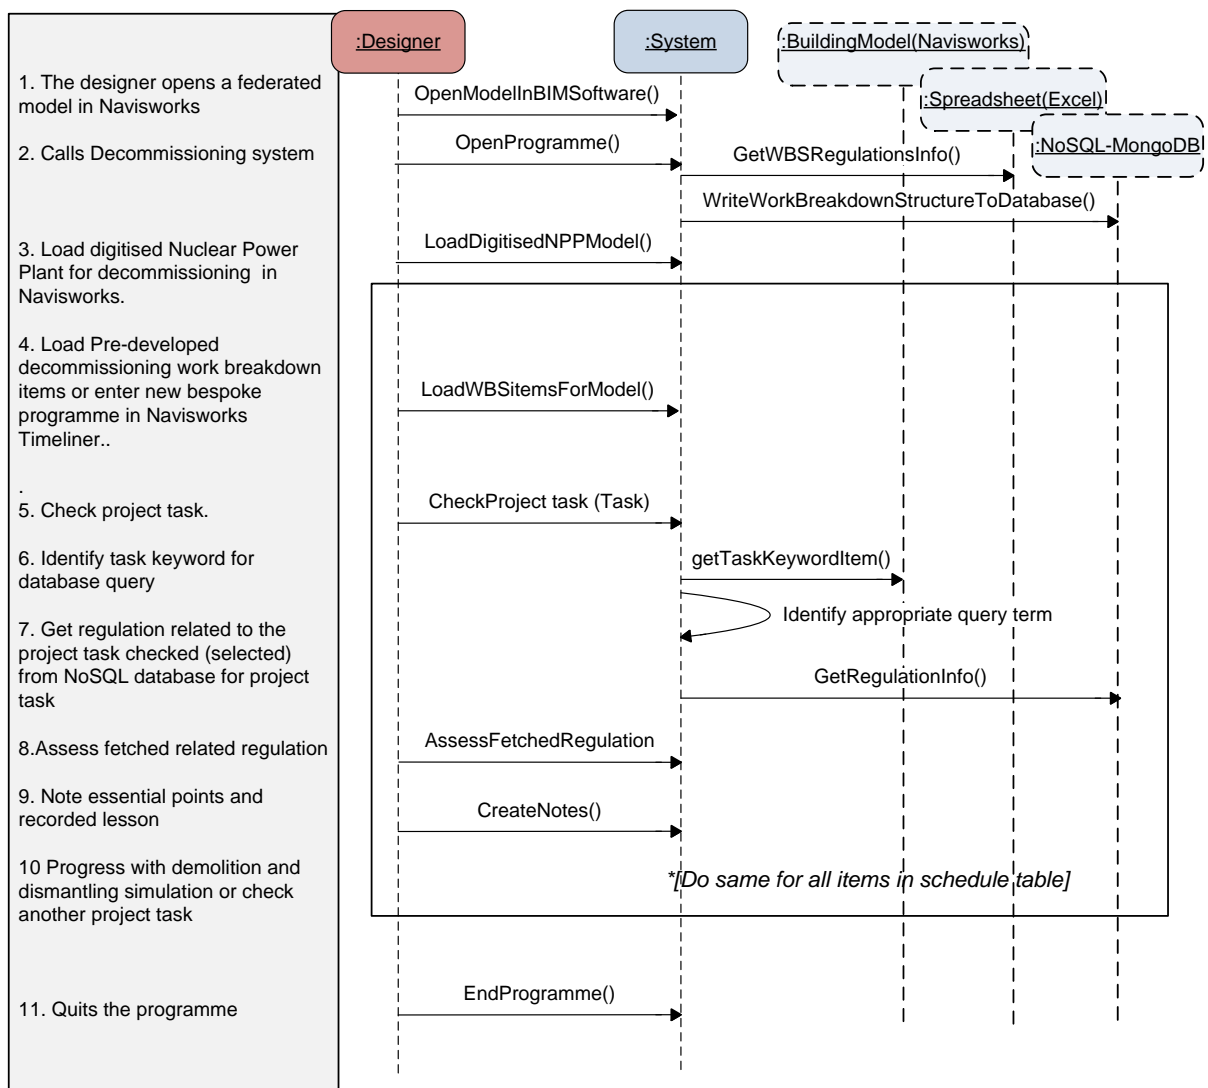 :Designer
:System
:BuildingModel(Navisworks)
:Spreadsheet(Excel)
:NoSQL-MongoDB
1. The designer opens a federated
model in Navisworks
2. Calls Decommissioning system
3. Load digitised Nuclear Power
Plant for decommissioning in
Navisworks.
4. Load Pre-developed
decommissioning work breakdown
items or enter new bespoke
programme in Navisworks
Timeliner..
.
5. Check project task.
6. Identify task keyword for
database query
7. Get regulation related to the
project task checked (selected)
from NoSQL database for project
task
8.Assess fetched related regulation
9. Note essential points and
recorded lesson
10 Progress with demolition and
dismantling simulation or check
another project task
11. Quits the programme
OpenModelInBIMSoftware()
OpenProgramme()
GetWBSRegulationsInfo()
WriteWorkBreakdownStructureToDatabase()
LoadDigitisedNPPModel()
LoadWBSitemsForModel()
CheckProject task (Task)
getTaskKeywordItem()
Identify appropriate query term
GetRegulationInfo()
AssessFetchedRegulation
CreateNotes()
*[Do same for all items in schedule table]
EndProgramme()